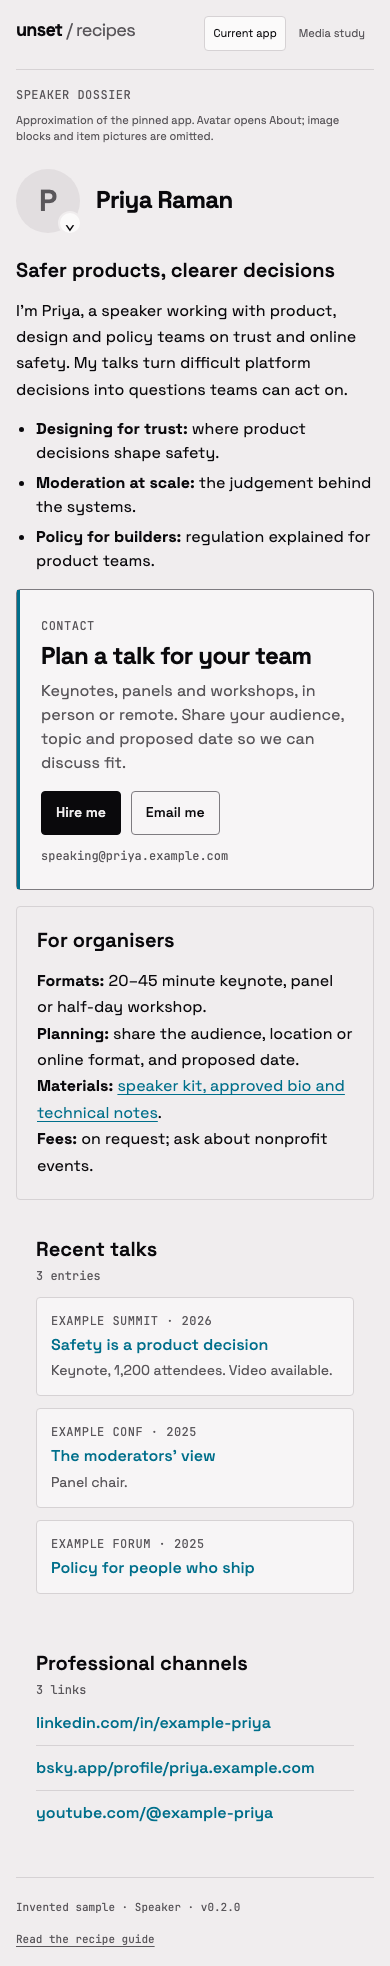 unset / recipes
Current app
Media study
SPEAKER DOSSIER
Approximation of the pinned app. Avatar opens About; image
blocks and item pictures are omitted.
P
Priya Raman
Safer products, clearer decisions
I'm Priya, a speaker working with product,
design and policy teams on trust and online
safety. My talks turn difficult platform
decisions into questions teams can act on.
• Designing for trust: where product
decisions shape safety.
• Moderation at scale: the judgement behind
the systems.
• Policy for builders: regulation explained for
product teams.
CONTACT
Plan a talk for your team
Keynotes, panels and workshops, in
person or remote. Share your audience,
topic and proposed date so we can
discuss fit.
Hire me
Email me
speaking@priya.example.com
For organisers
Formats: 20–45 minute keynote, panel
or half-day workshop.
Planning: share the audience, location or
online format, and proposed date.
Materials: speaker kit, approved bio and
technical notes.
Fees: on request; ask about nonprofit
events.
Recent talks
3 entries
EXAMPLE SUMMIT · 2026
Safety is a product decision
Keynote, 1,200 attendees. Video available.
EXAMPLE CONF · 2025
The moderators' view
Panel chair.
EXAMPLE FORUM · 2025
Policy for people who ship
Professional channels
3 links
linkedin.com/in/example-priya
bsky.app/profile/priya.example.com
youtube.com/@example-priya
Invented sample · Speaker · v0.2.0
Read the recipe guide